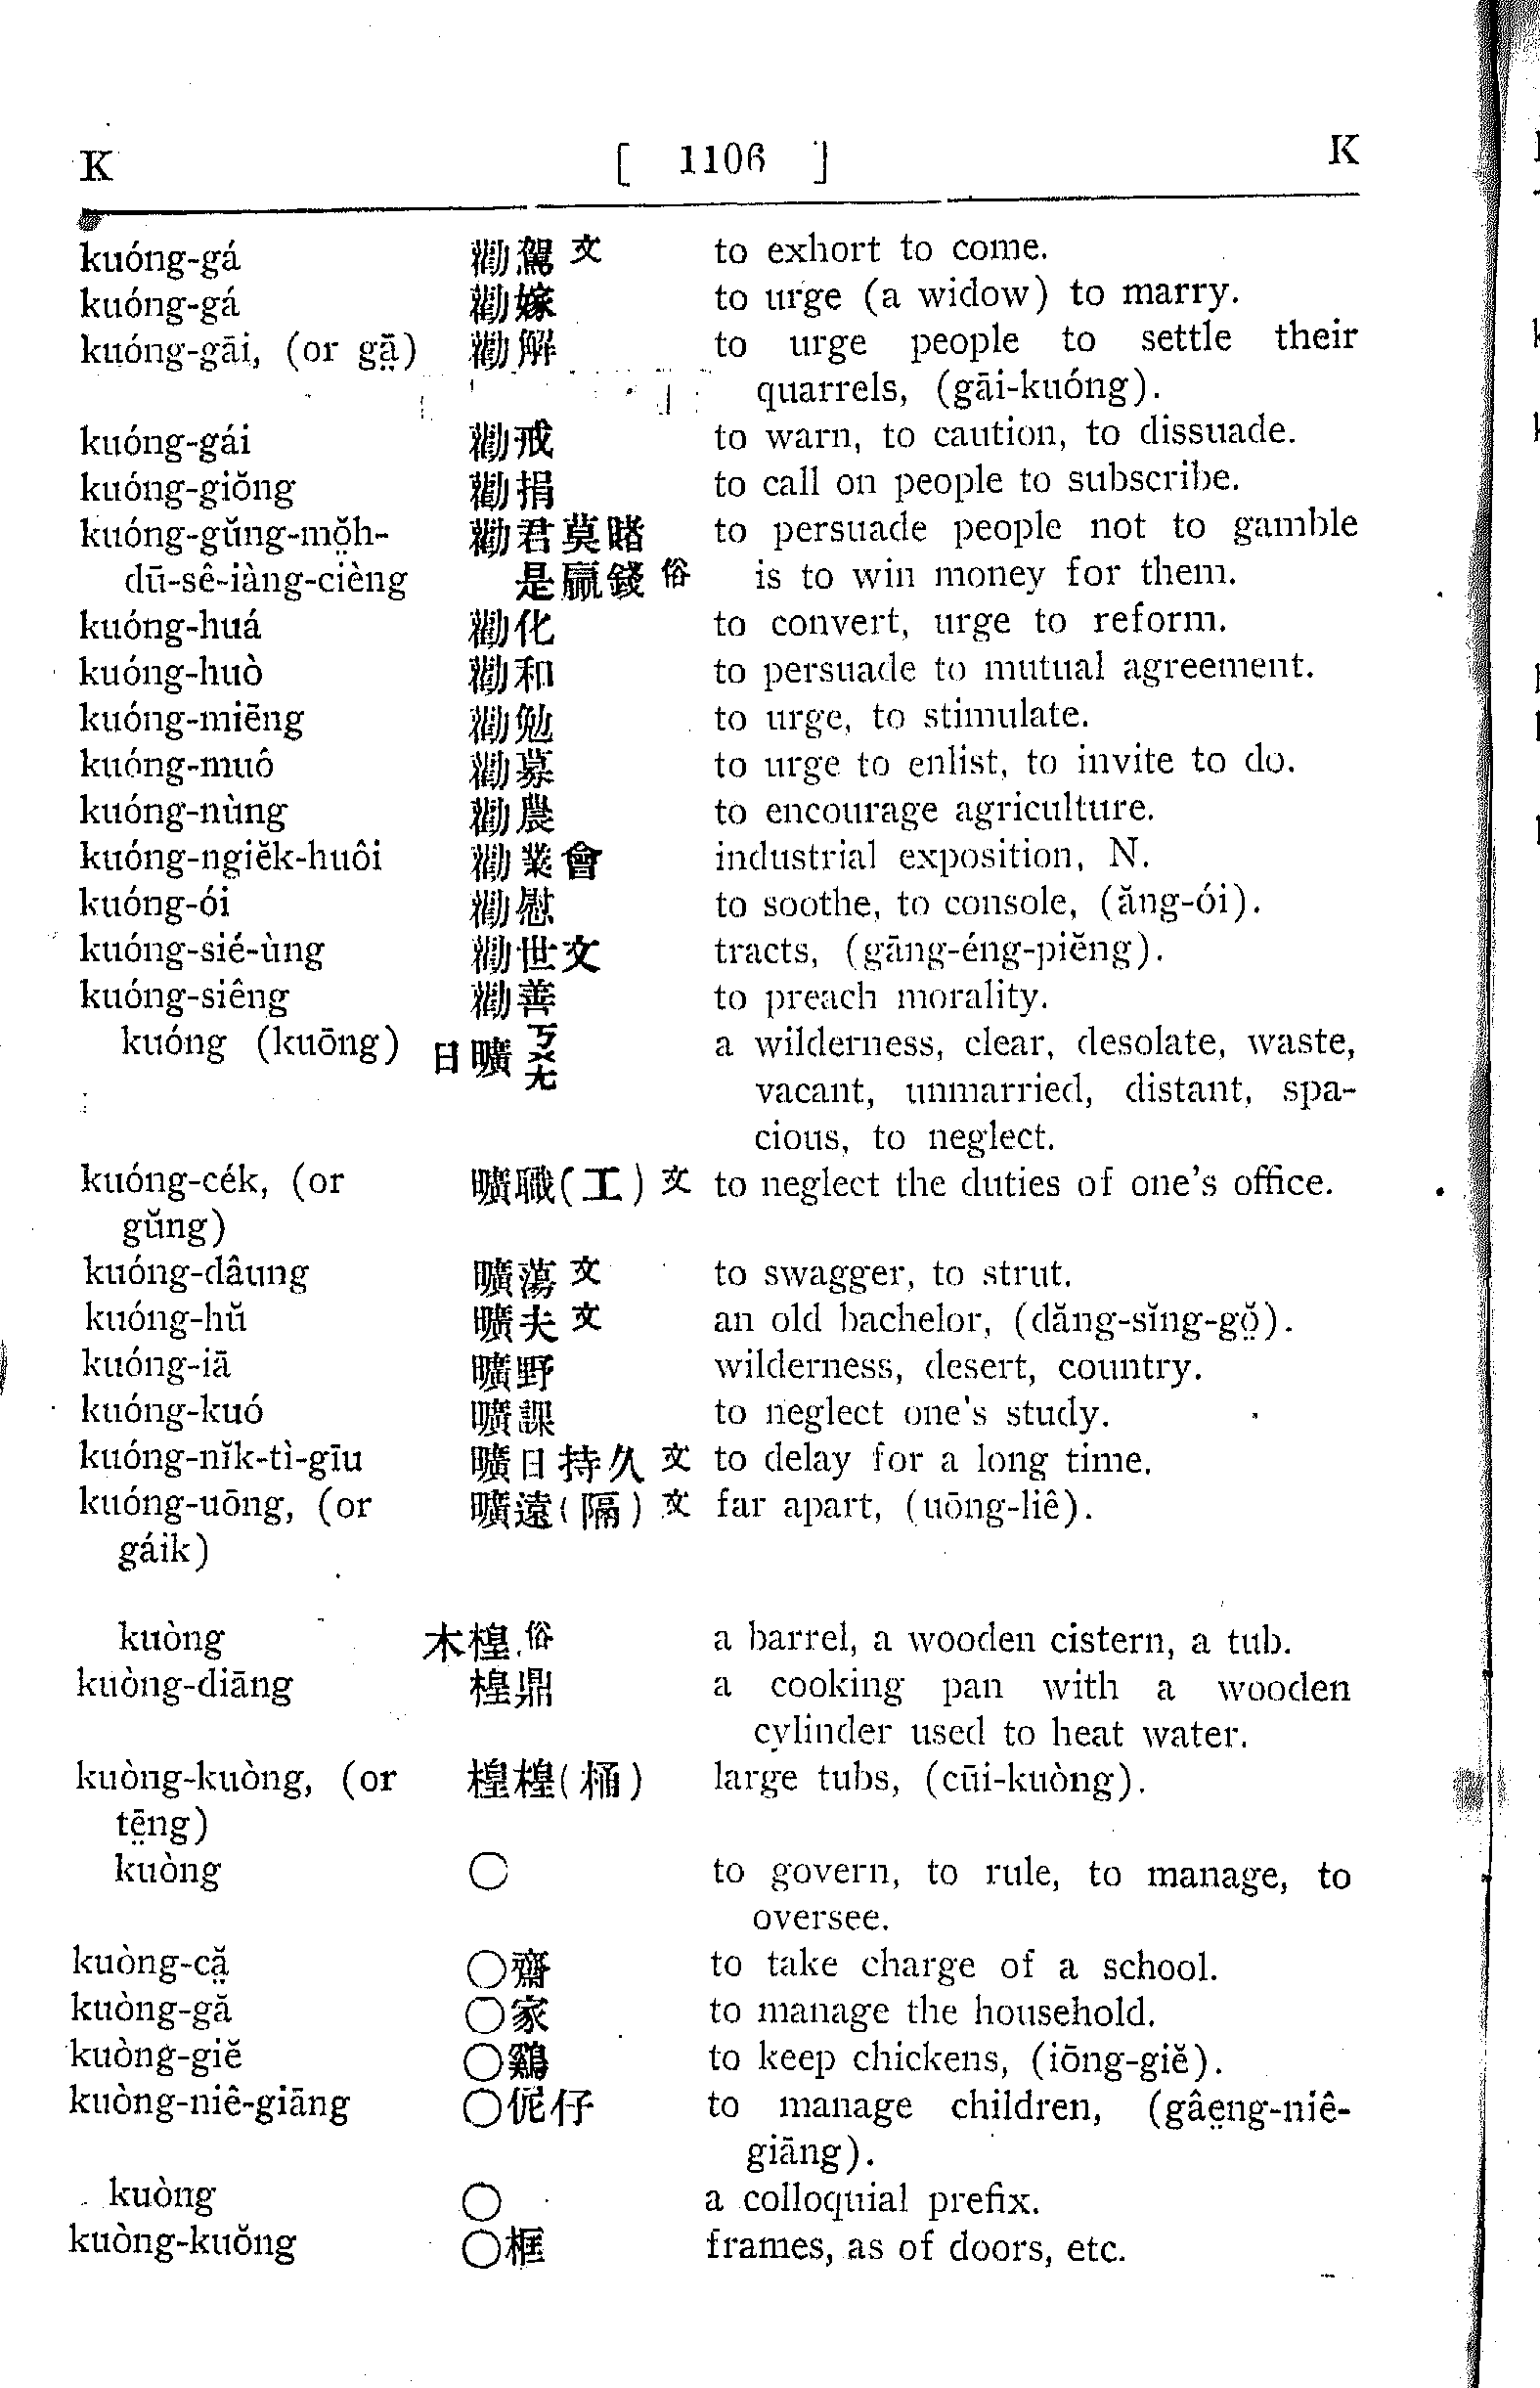 K [ 1106 ] K
kuóng-gá 勸駕 文 to exhort to come.
kuóng-gá 勸嫁 to urge (a widow) to marry.
kuóng-gāi, (or gā̤) 勸解 to urge people to settle their
quarrels, (gāi-kuóng).
kuóng-gái 勸戒 to warn, to caution, to dissuade.
kuóng-giŏng 勸捐 to call on people to subscribe.
kuóng-gŭng-mŏ̤h- 勸君莫賭 to persuade people not to gamble
dū-sê-iàng-cièng 是贏錢 俗 is to win money for them.
kuóng-huá 勸化 to convert, urge to reform.
kuóng-huò 勸和 to persuade to mutual agreement.
kuóng-miēng 勸勉 to urge, to stimulate.
kuóng-muô 勸募 to urge to enlist, to invite to do.
kuóng-nùng 勸農 to encourage agriculture.
kuóng-ngiĕk-huôi 勸業會 industrial exposition, N.
kuóng-ói 勸慰 to soothe, to console, (ăng-ói).
kuóng-sié-ùng 勸世文 tracts, (gāng-éng-piĕng).
kuóng-siêng 勸善 to preach morality.
kuóng (kuōng) 日曠 ㄎㄨㄤ a wilderness, clear, desolate, waste,
vacant, unmarried, distant, spa-
cious, to neglect.
kuóng-cék, (or 曠職(工) 文 to neglect the duties of one's office.
gŭng)
kuóng-dâung 曠蕩 文 to swagger, to strut.
kuóng-hŭ 曠夫 文 an old bachelor, (dăng-sĭng-gŏ̤).
kuóng-iā 曠野 wilderness, desert, country.
kuóng-kuó 曠課 to neglect one's study.
kuóng-nĭk-tì-gīu 曠日持久 文 to delay for a long time.
kuóng-uōng, (or 曠遠(隔) 文 far apart, (uōng-liê).
gáik)
kuòng 木楻 俗 a barrel, a wooden cistern, a tub.
kuòng-diāng 楻鼎 a cooking pan with a wooden
cylinder used to heat water.
kuòng-kuòng, (or 楻楻(桶) large tubs, (cūi-kuòng).
tē̤ng)
kuòng ○ to govern, to rule, to manage, to
oversee.
kuòng-că̤ ○齋 to take charge of a school.
kuòng-gă ○家 to manage the household.
kuòng-giĕ ○鷄 to keep chickens, (iōng-giĕ).
kuòng-niê-giāng ○伲仔 to manage children, (gâe̤ng-niê-
giāng).
kuòng ○ a colloquial prefix.
kuòng-kuŏng ○框 frames, as of doors, etc.